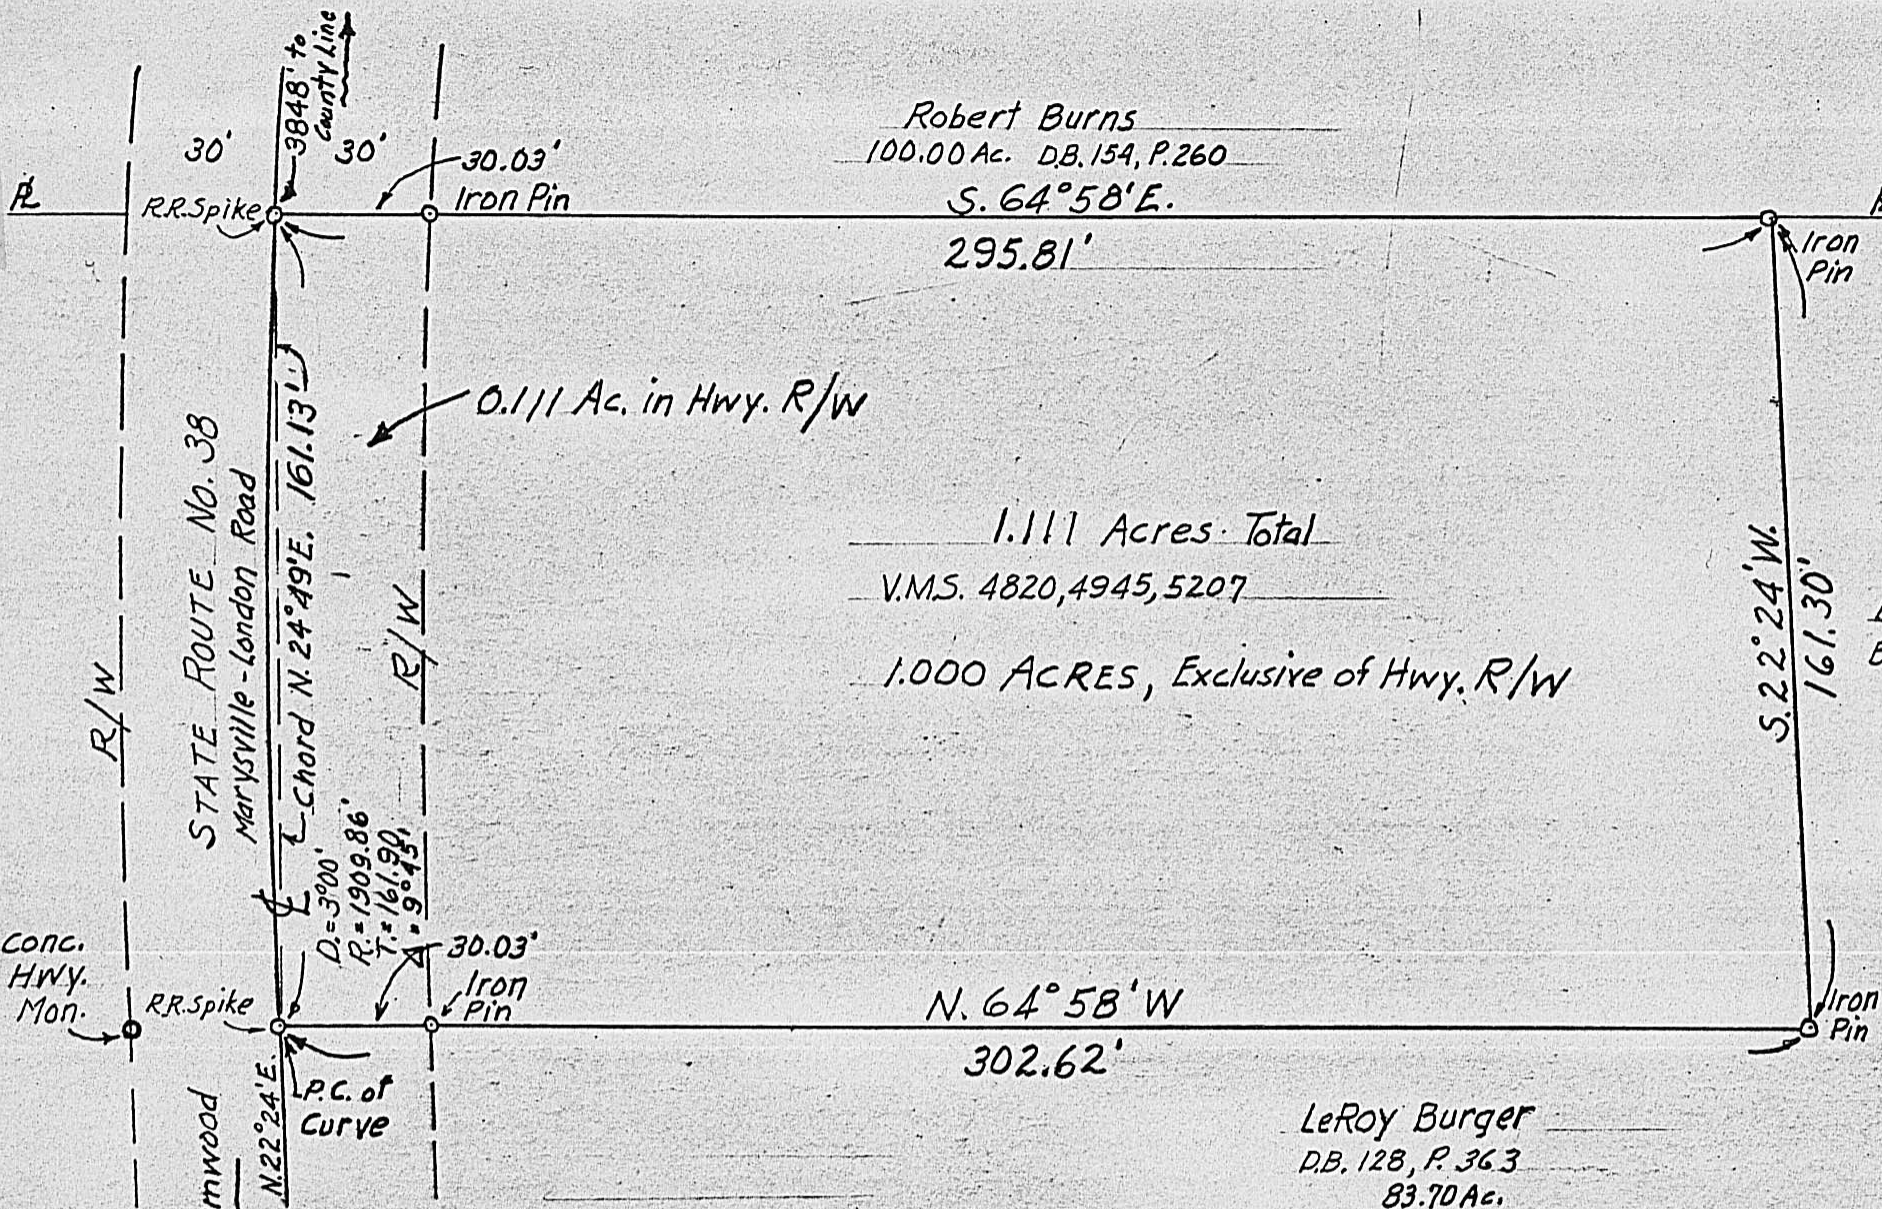 3848' to
County Line
30'
30'
30.03'
Iron Pin
R.R.Spike
Robert Burns
100.00 Ac. D.B. 154, P. 260
S. 64° 58' E.
295.81'
Iron
Pin
0.111 Ac. in Hwy. R/W
STATE ROUTE No. 38
Marysville - London Road
Chord N. 24° 49' E. 161.13'
R/W
R/W
1.111 Acres Total
V.M.S. 4820, 4945, 5207
1.000 ACRES, Exclusive of Hwy. R/W
S. 22° 24' W.
161.30'
D. = 3°00'
R. = 1909.86'
T. = 161.90
= 9°45'
Conc.
Hwy.
Mon.
R.R.Spike
30.03'
Iron
Pin
N. 64° 58' W
302.62'
Iron
Pin
P.C. of
Curve
N. 22° 24' E.
mwood
LeRoy Burger
D.B. 128, P. 363
83.70 Ac.